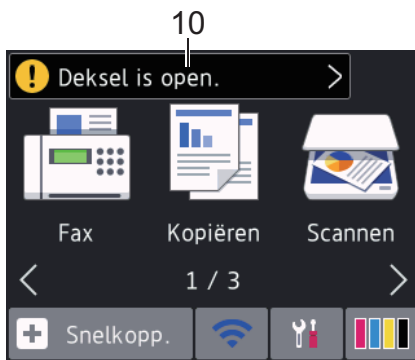 10
Deksel is open.
Fax Kopiëren Scannen
1 / 3
Snelkopp.